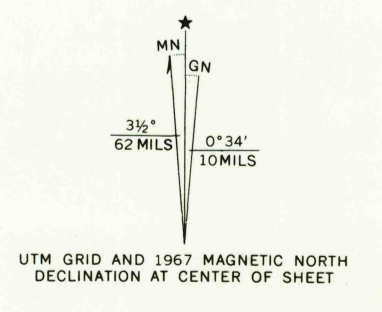 ★
MN
GN
3½°
62 MILS
0°34′
10 MILS
UTM GRID AND 1967 MAGNETIC NORTH
DECLINATION AT CENTER OF SHEET